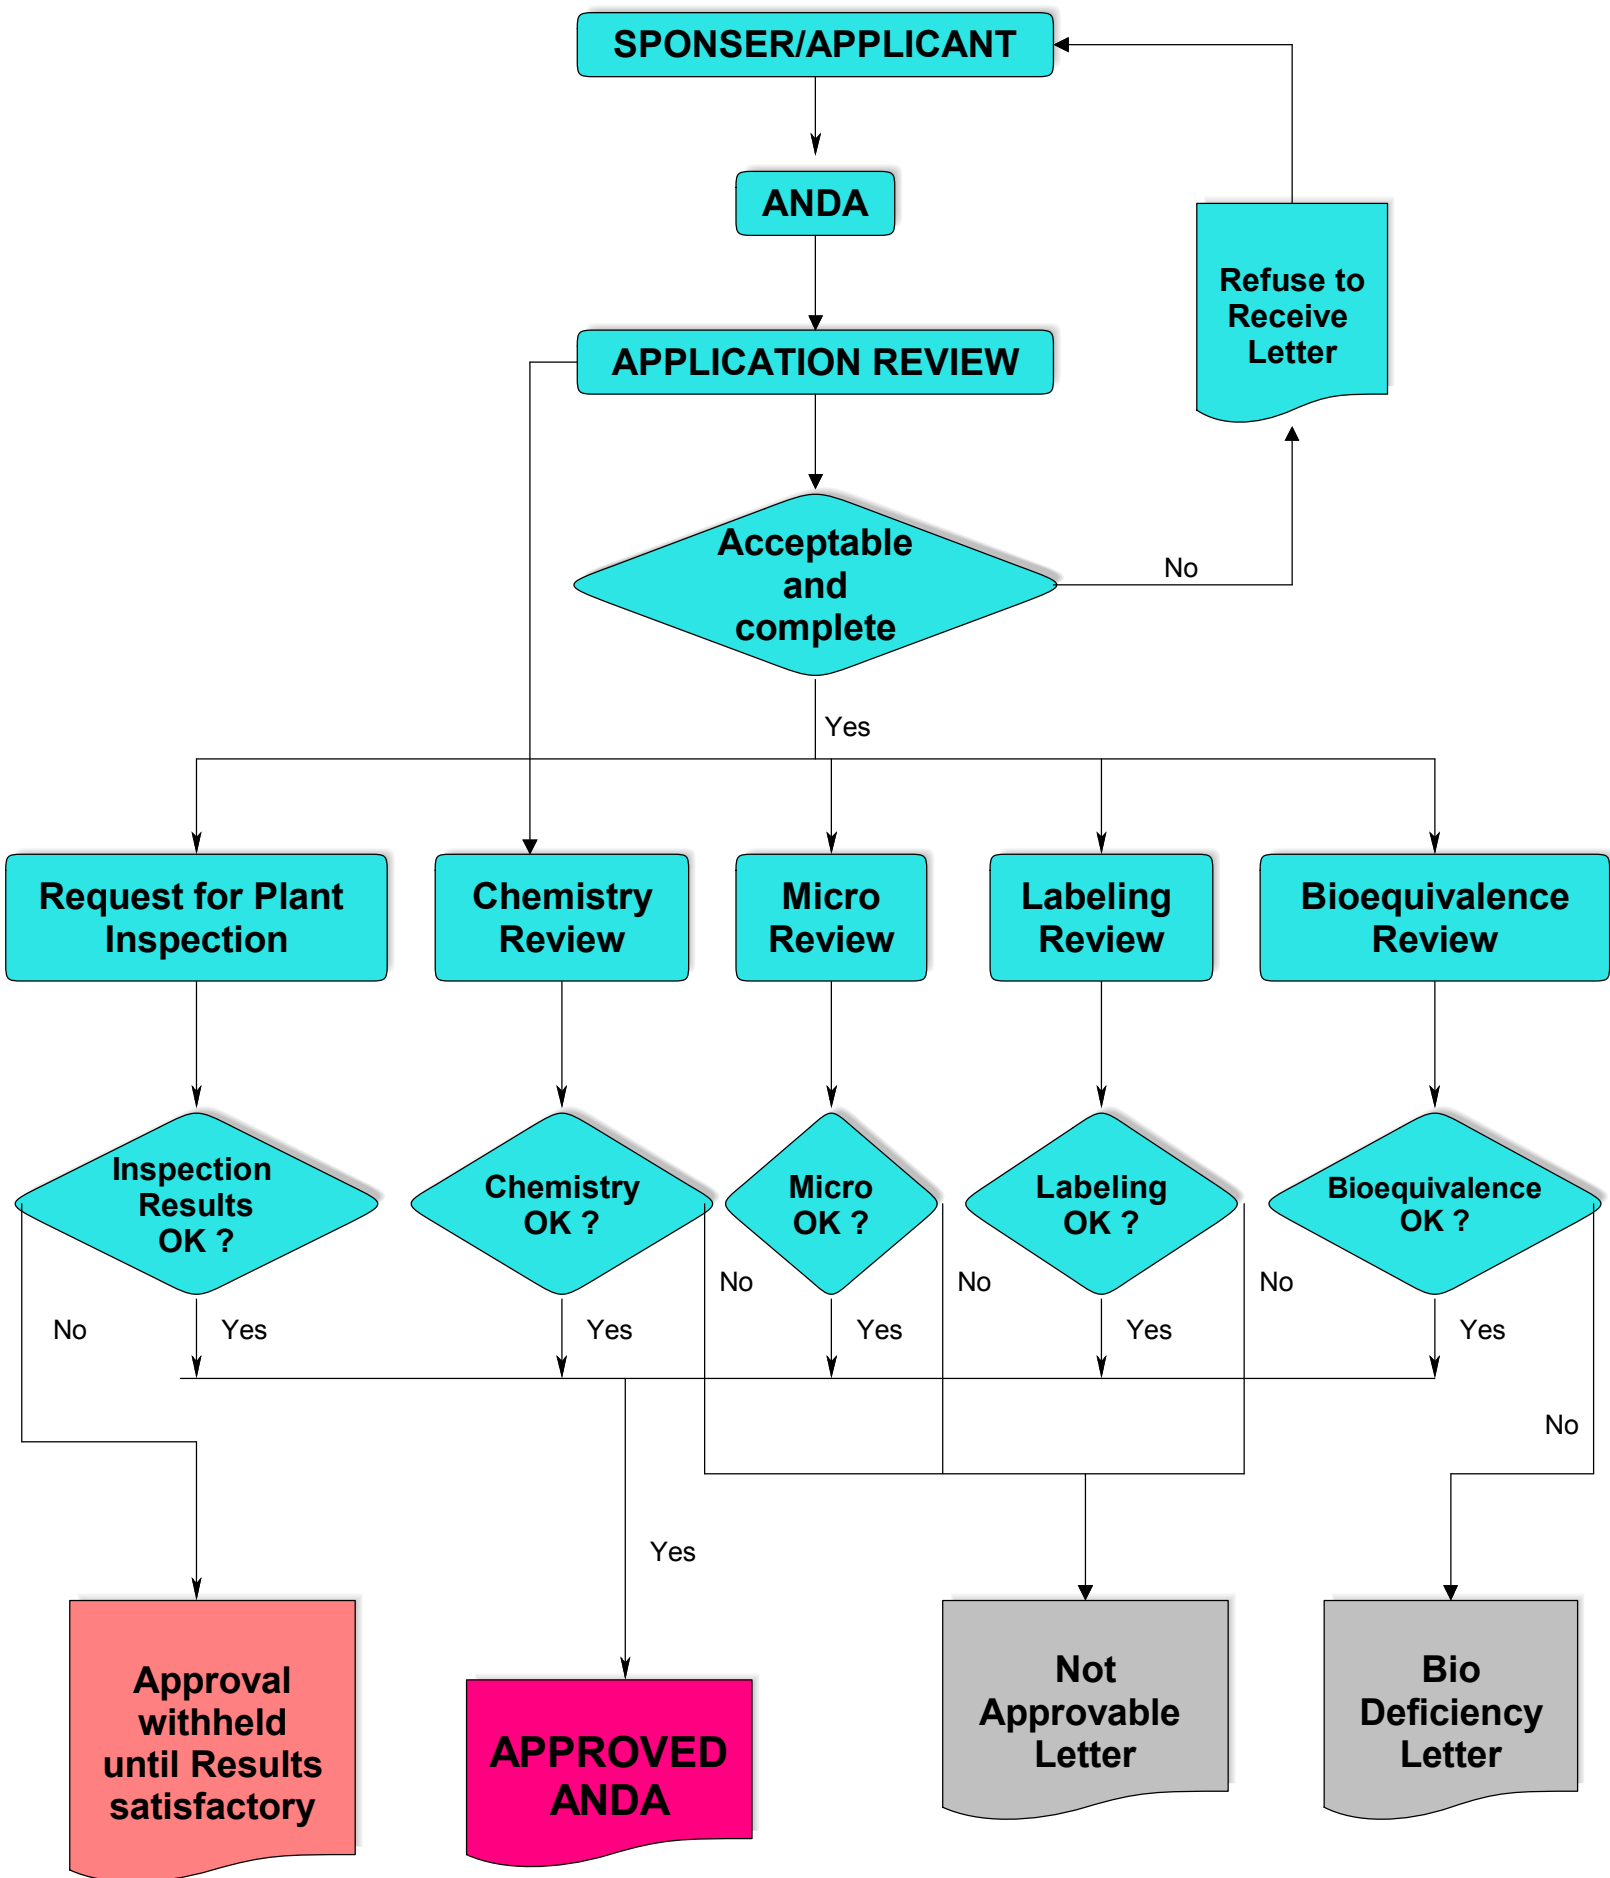 SPONSER/APPLICANT
ANDA
Refuse to
Receive
Letter
APPLICATION REVIEW
Acceptable
and
complete
No
Yes
Request for Plant
Inspection
Chemistry
Review
Micro
Review
Labeling
Review
Bioequivalence
Review
Inspection
Results
OK ?
Chemistry
OK ?
Micro
OK ?
Labeling
OK ?
Bioequivalence
OK ?
No
No
No
No
Yes
Yes
Yes
Yes
Yes
No
Yes
Approval
withheld
until Results
satisfactory
APPROVED
ANDA
Not
Approvable
Letter
Bio
Deficiency
Letter